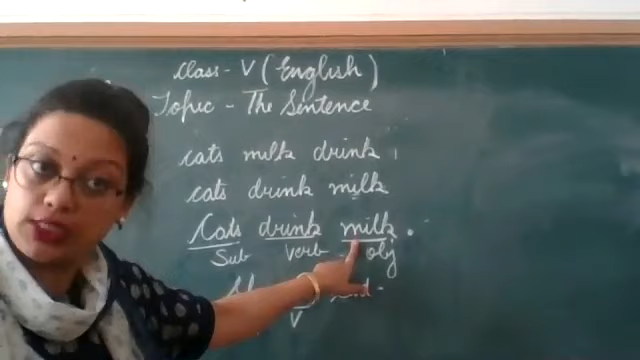 Class - V (English)
Topic - The Sentence
cats milk drink
cats drink milk
Cats drink milk.
Sub verb obj
V